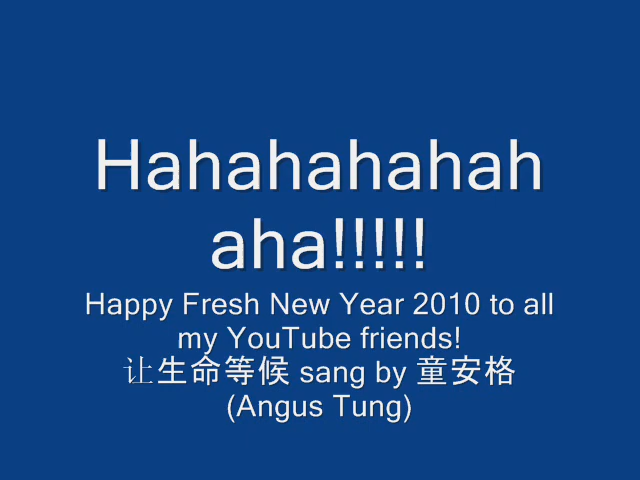 Hahahahahah
aha!!!!!
Happy Fresh New Year 2010 to all
my YouTube friends!
让生命等候 sang by 童安格
(Angus Tung)